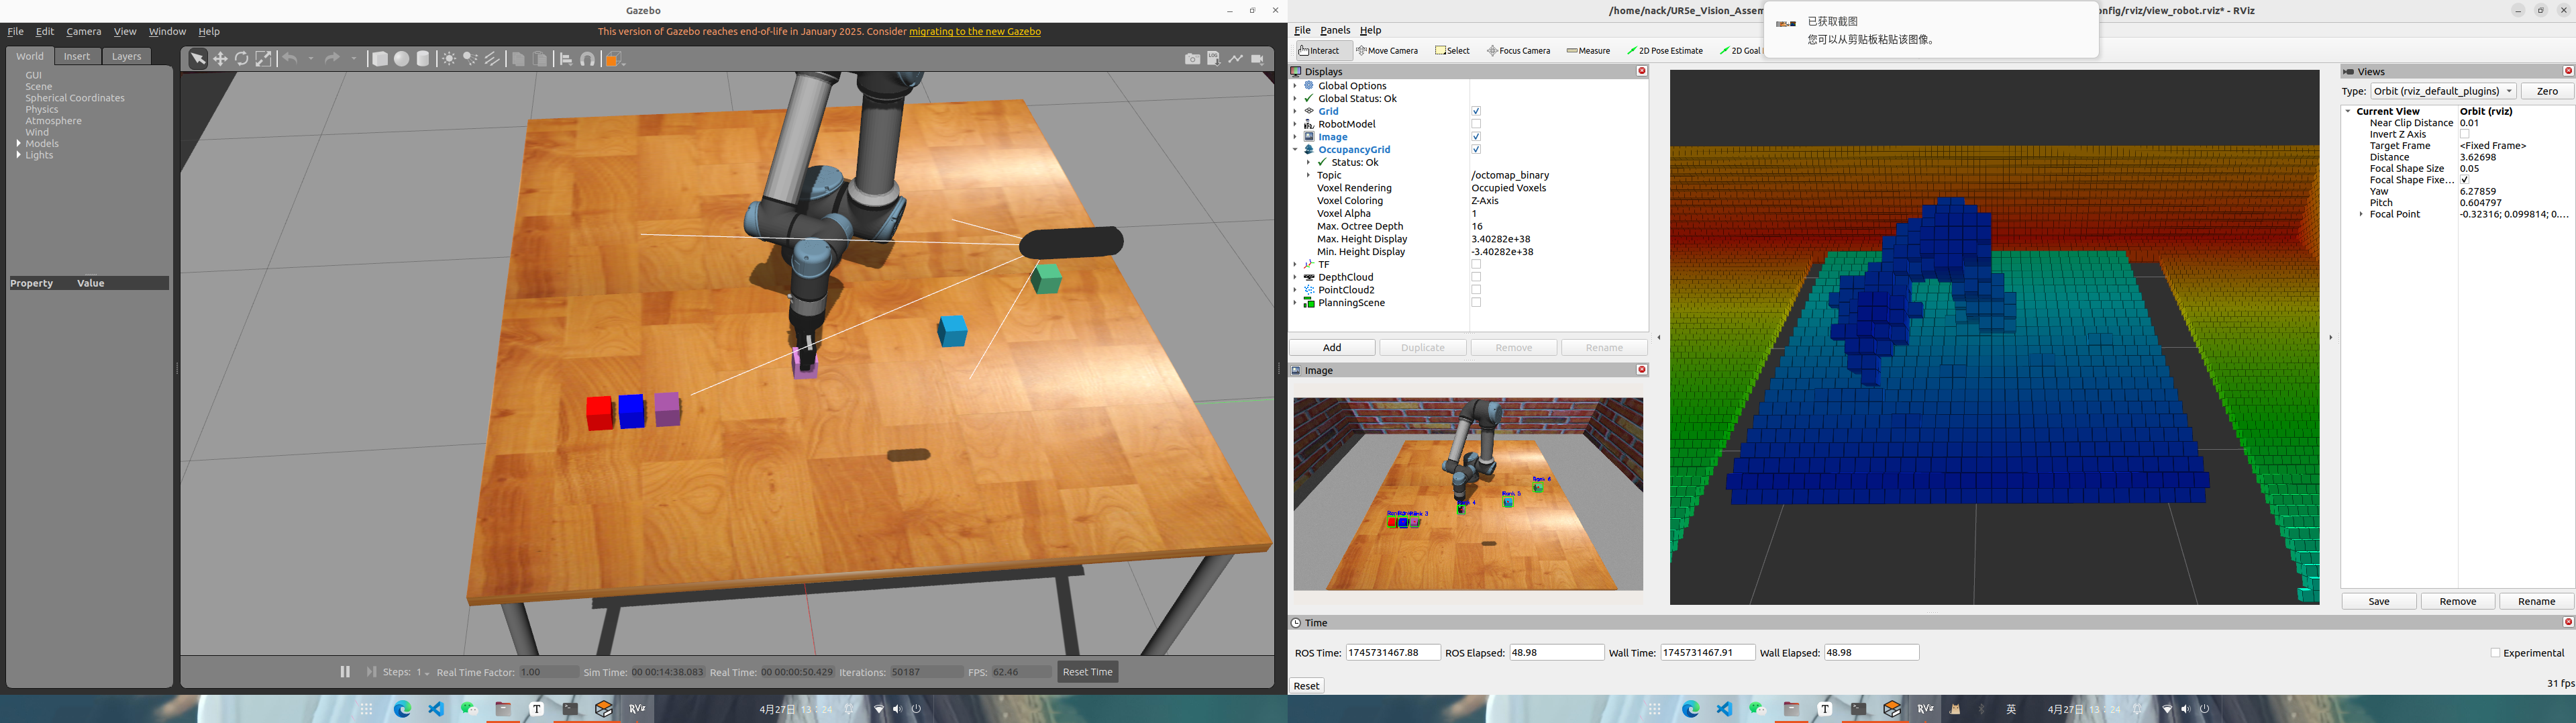 Gazebo
File Edit Camera View Window Help
This version of Gazebo reaches end-of-life in January 2025. Consider migrating to the new Gazebo
World Insert Layers
GUI
Scene
Spherical Coordinates
Physics
Atmosphere
Wind
Models
Lights
Property Value
Steps: 1 Real Time Factor: 1.00 Sim Time: 00 00:14:38.083 Real Time: 00 00:00:50.429 Iterations: 50187 FPS: 62.46 Reset Time
4月27日 13：24
/home/nack/UR5e_Vision_Assem
onfig/rviz/view_robot.rviz* - RViz
已获取截图
您可以从剪贴板粘贴该图像。
File Panels Help
Interact Move Camera Select Focus Camera Measure 2D Pose Estimate 2D Goal
Displays
Global Options
Global Status: Ok
Grid
RobotModel
Image
OccupancyGrid
Status: Ok
Topic /octomap_binary
Voxel Rendering Occupied Voxels
Voxel Coloring Z-Axis
Voxel Alpha 1
Max. Octree Depth 16
Max. Height Display 3.40282e+38
Min. Height Display -3.40282e+38
TF
DepthCloud
PointCloud2
PlanningScene
Add Duplicate Remove Rename
Image
Rank 6
Rank 5
3
Views
Type: Orbit (rviz_default_plugins) Zero
Current View Orbit (rviz)
Near Clip Distance 0.01
Invert Z Axis
Target Frame <Fixed Frame>
Distance 3.62698
Focal Shape Size 0.05
Focal Shape Fixe...
Yaw 6.27859
Pitch 0.604797
Focal Point -0.32316; 0.099814; 0....
Save Remove Rename
Time
ROS Time: 1745731467.88 ROS Elapsed: 48.98 Wall Time: 1745731467.91 Wall Elapsed: 48.98 Experimental
Reset 31 fps
RViz 英 4月27日 13：24